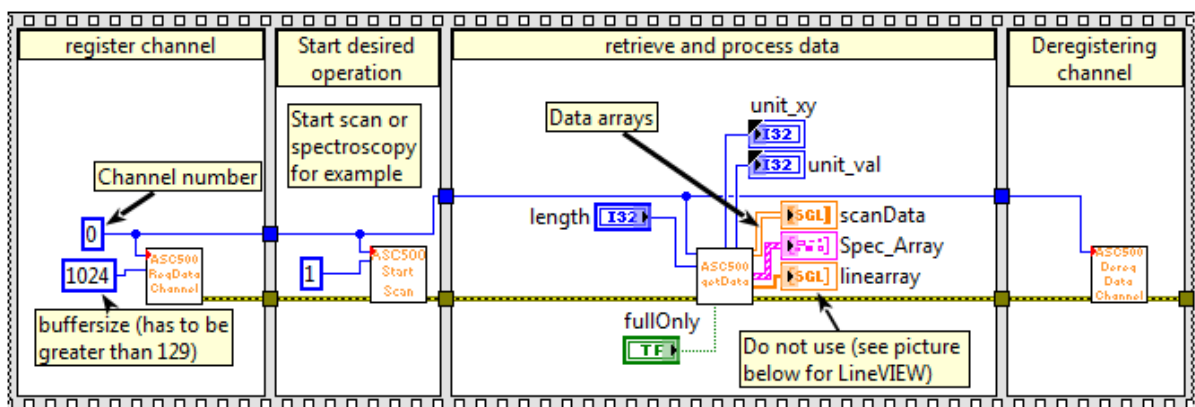 register channel
Start desired
operation
retrieve and process data
Deregistering
channel
Start scan or
spectroscopy
for example
Channel number
0
1024
ASC500
RegData
Channel
buffersize (has to be
greater than 129)
1
ASC500
Start
Scan
Data arrays
unit_xy
I32
I32 unit_val
length I32
SGL scanData
Spec_Array
SGL linearray
ASC500
getData
fullOnly
TF
Do not use (see picture
below for LineVIEW)
ASC500
Dereg
Data
Channel